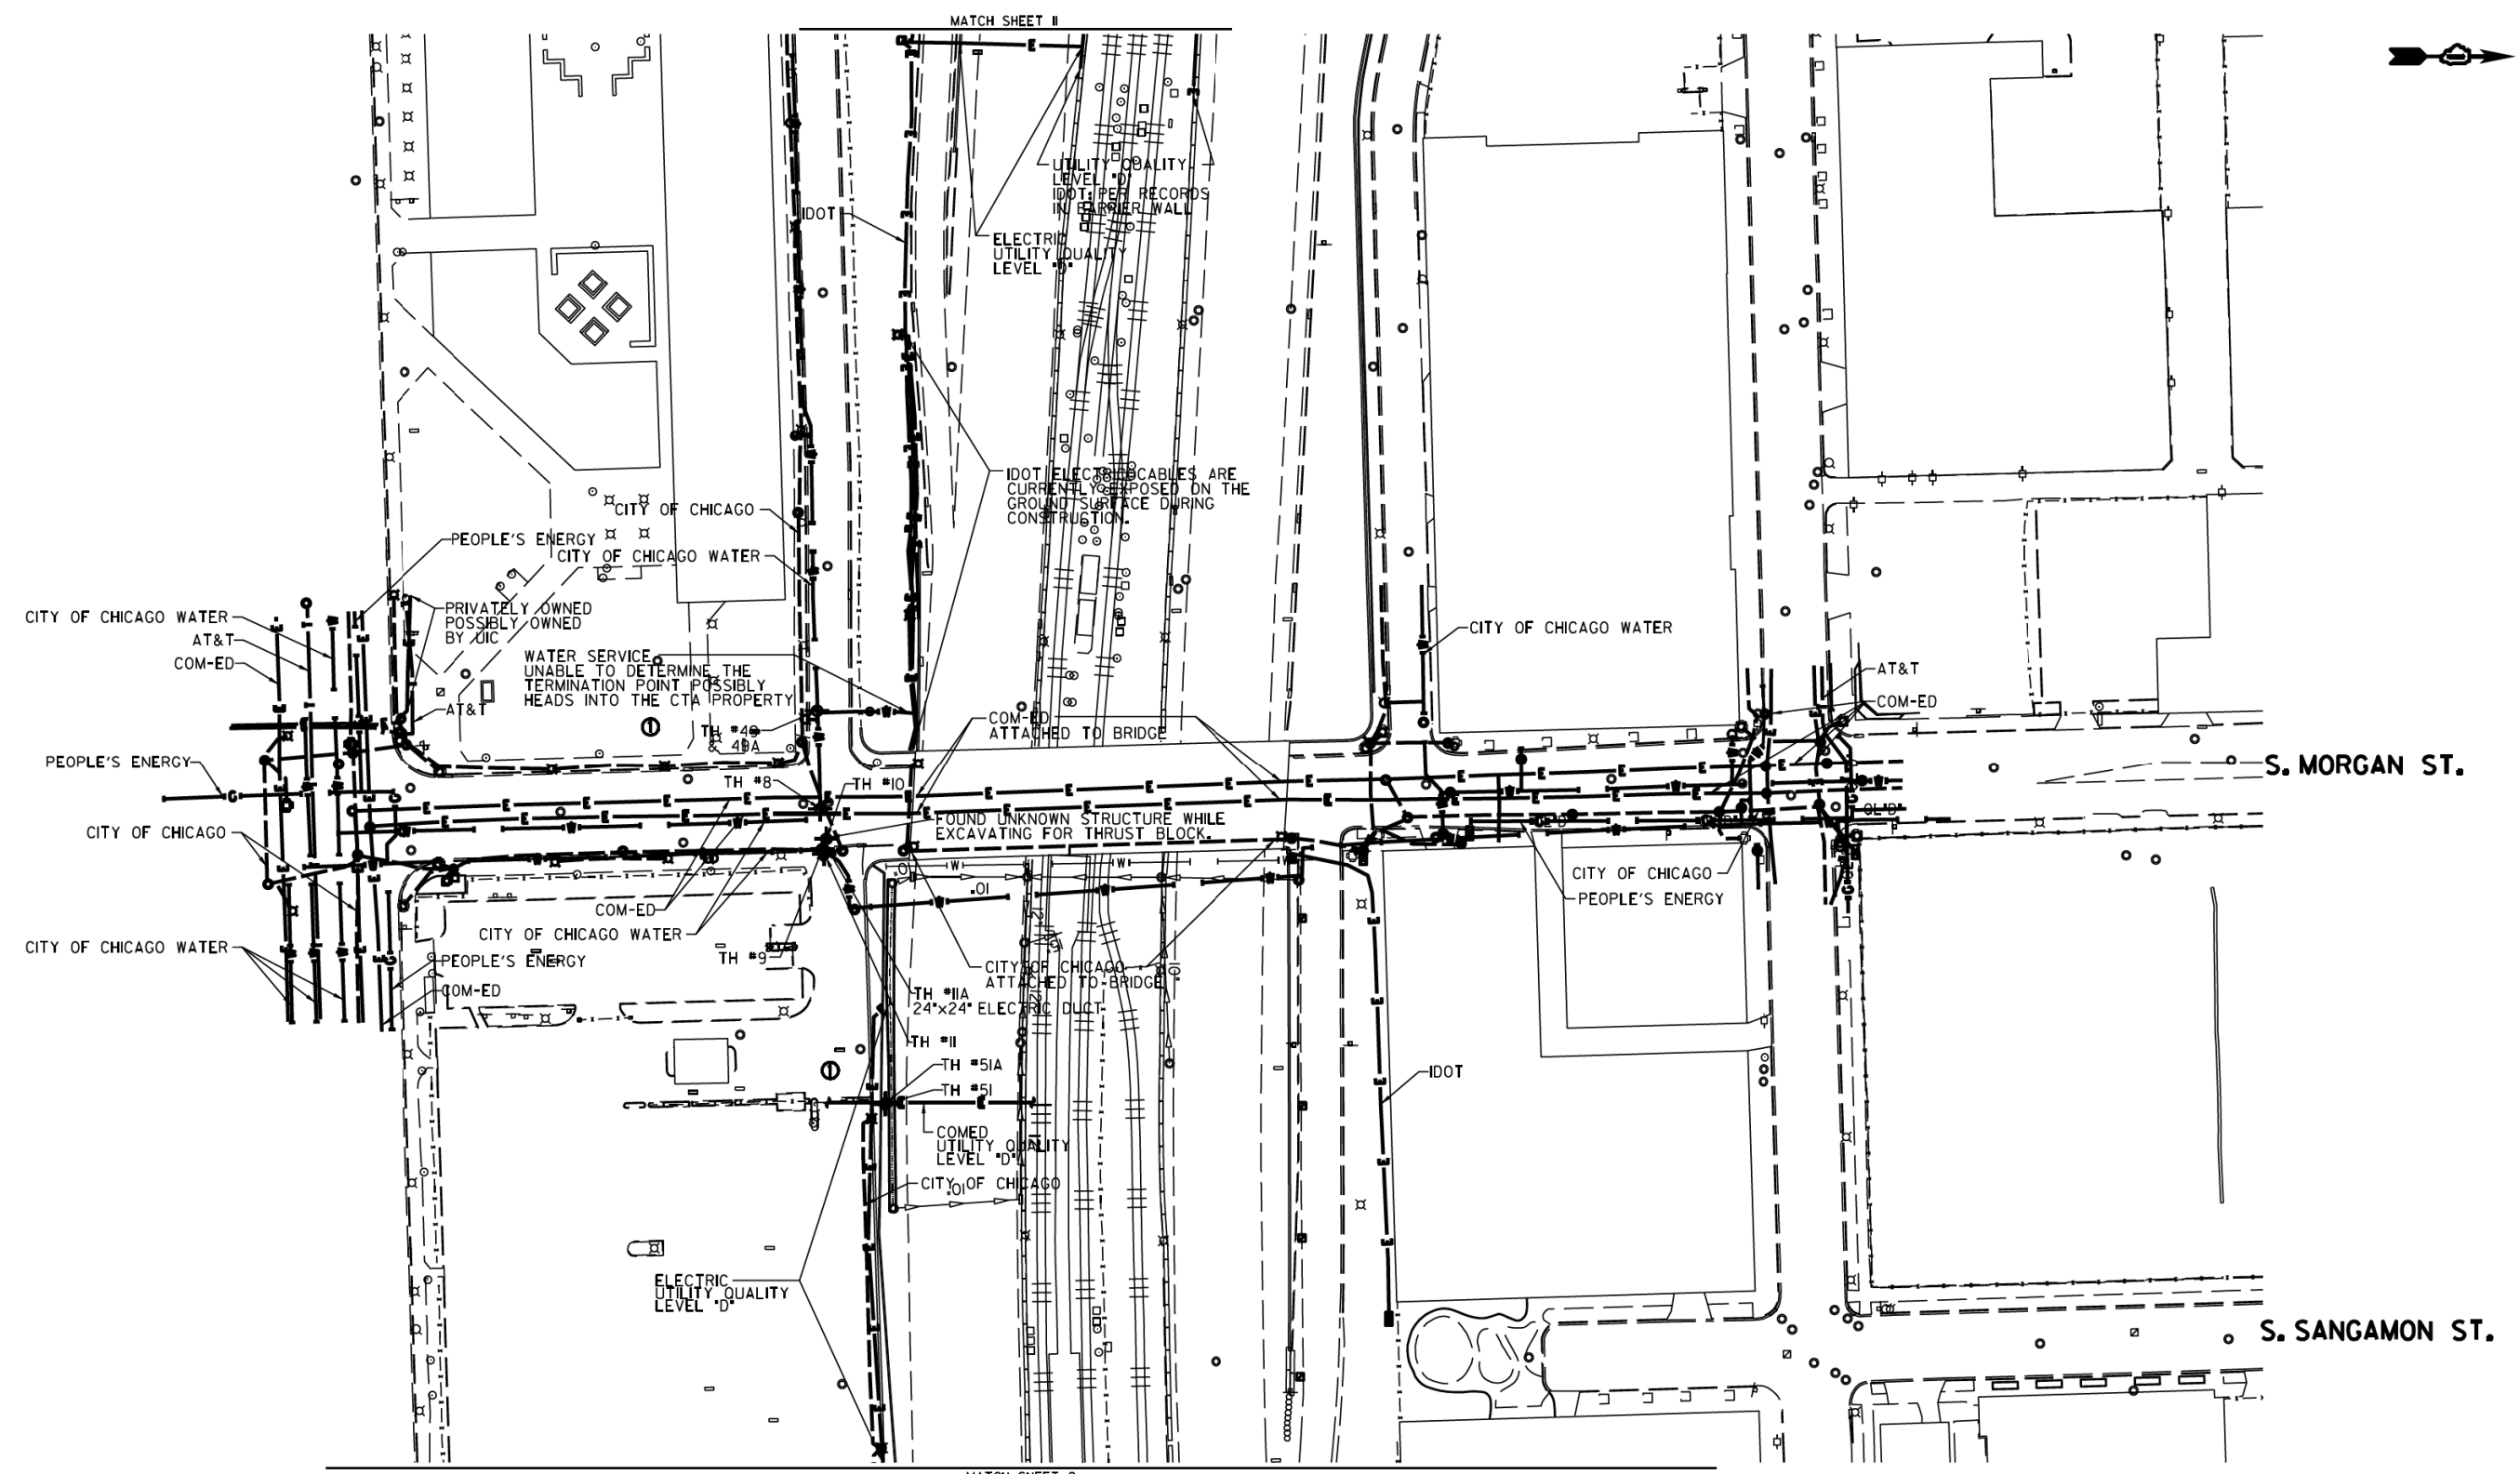 MATCH SHEET 11
UTILITY QUALITY
LEVEL "D"
IDOT: PER RECORDS
IN BARRIER WALL
IDOT
ELECTRIC
UTILITY QUALITY
LEVEL "D"
IDOT ELECTRIC CABLES ARE
CURRENTLY EXPOSED ON THE
GROUND SURFACE DURING
CONSTRUCTION.
CITY OF CHICAGO
PEOPLE'S ENERGY
CITY OF CHICAGO WATER
PRIVATELY OWNED
POSSIBLY OWNED
BY UIC
CITY OF CHICAGO WATER
AT&T
COM-ED
WATER SERVICE
UNABLE TO DETERMINE THE
TERMINATION POINT POSSIBLY
HEADS INTO THE CTA PROPERTY
CITY OF CHICAGO WATER
AT&T
COM-ED
AT&T
1
TH #49
& 49A
COM-ED
ATTACHED TO BRIDGE
PEOPLE'S ENERGY
TH #8
TH #10
S. MORGAN ST.
QL"D"
CITY OF CHICAGO
FOUND UNKNOWN STRUCTURE WHILE
EXCAVATING FOR THRUST BLOCK.
CITY OF CHICAGO
PEOPLE'S ENERGY
COM-ED
CITY OF CHICAGO WATER
CITY OF CHICAGO WATER
PEOPLE'S ENERGY
TH #9
CITY OF CHICAGO
ATTACHED TO BRIDGE
COM-ED
TH #11A
24"x24" ELECTRIC DUCT
TH #11
1
TH #51A
TH #51
IDOT
COMED
UTILITY QUALITY
LEVEL "D"
CITY OF CHICAGO
ELECTRIC
UTILITY QUALITY
LEVEL "D"
S. SANGAMON ST.